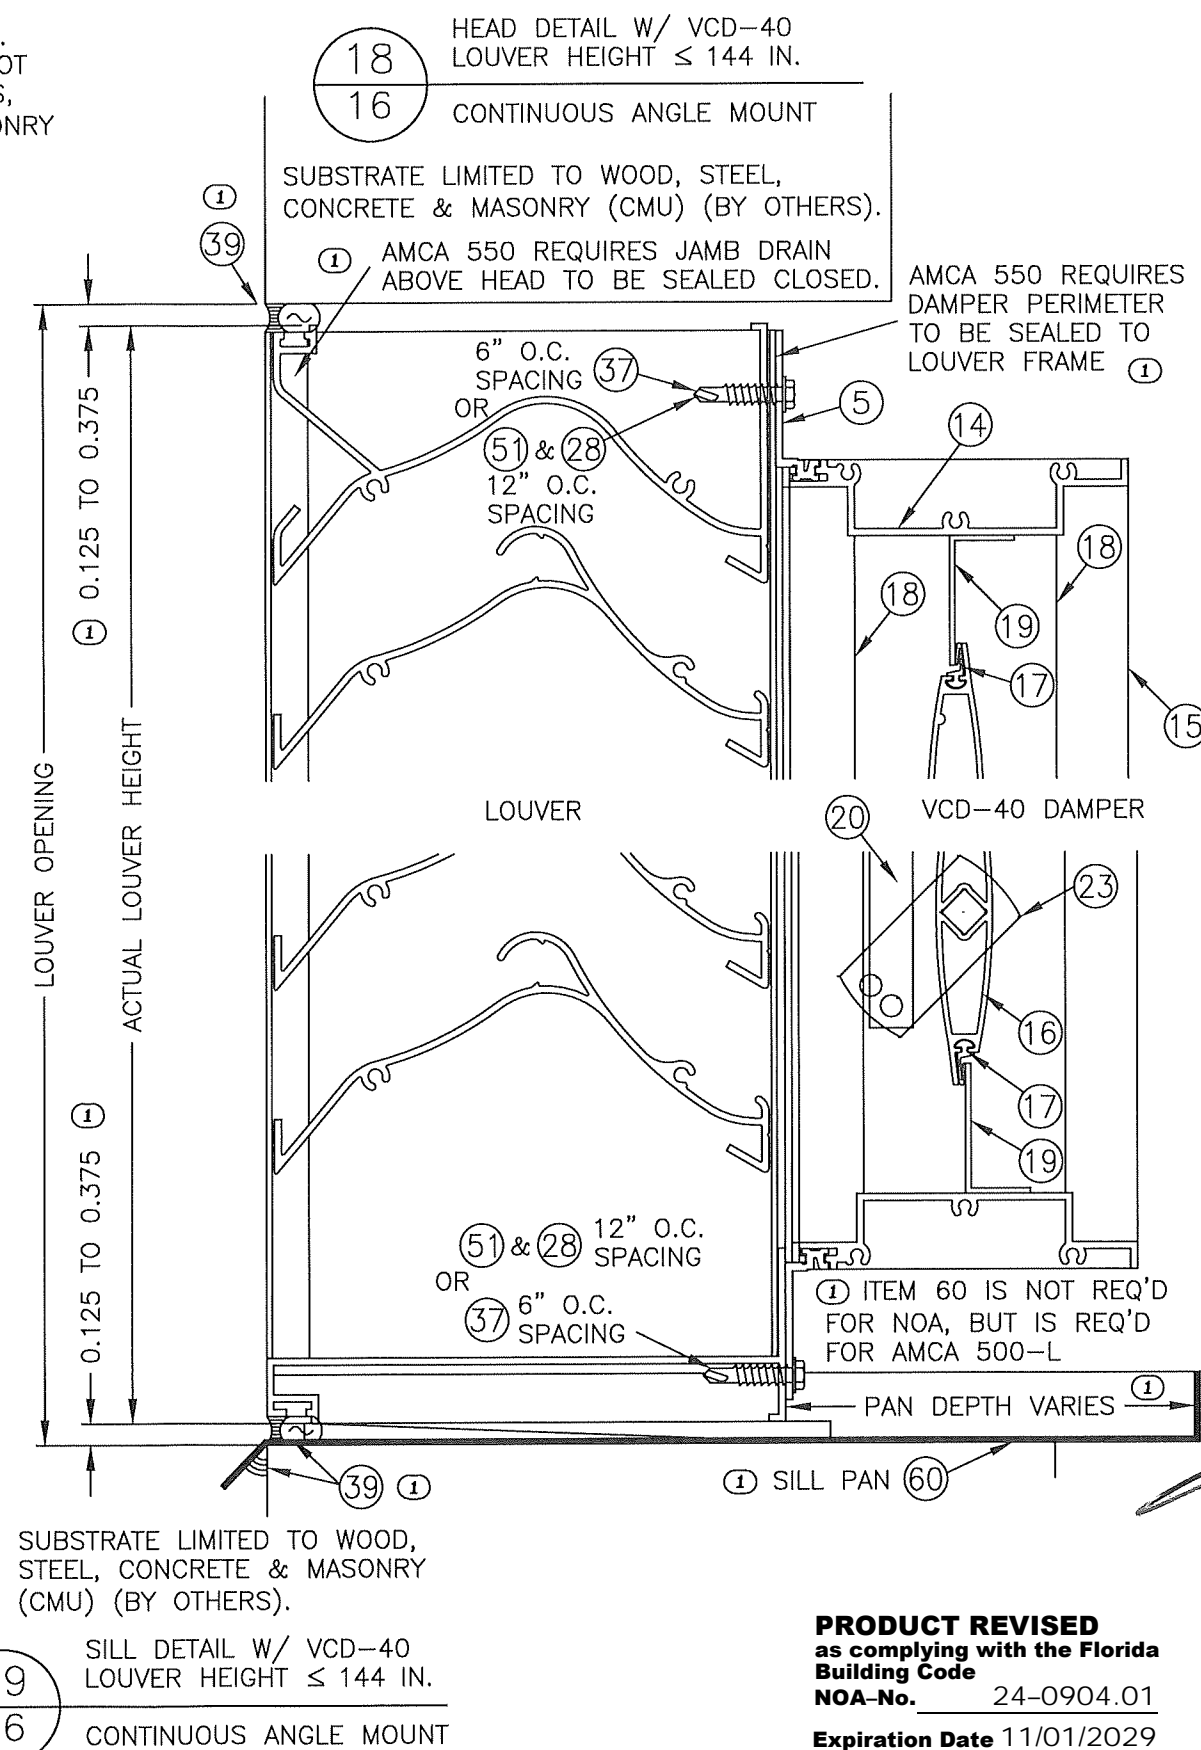 .
OT
S,
ONRY
18
16
HEAD DETAIL W/ VCD-40
LOUVER HEIGHT ≤ 144 IN.
CONTINUOUS ANGLE MOUNT
SUBSTRATE LIMITED TO WOOD, STEEL,
CONCRETE & MASONRY (CMU) (BY OTHERS).
1
39
1 AMCA 550 REQUIRES JAMB DRAIN
ABOVE HEAD TO BE SEALED CLOSED.
AMCA 550 REQUIRES
DAMPER PERIMETER
TO BE SEALED TO
LOUVER FRAME 1
6" O.C.
SPACING 37
OR
51 & 28
12" O.C.
SPACING
5
14
18
18
19
17
15
1 0.125 TO 0.375
LOUVER OPENING
ACTUAL LOUVER HEIGHT
LOUVER
VCD-40 DAMPER
20
23
16
17
19
0.125 TO 0.375 1
51 & 28 12" O.C.
SPACING
OR
37 6" O.C.
SPACING
1 ITEM 60 IS NOT REQ'D
FOR NOA, BUT IS REQ'D
FOR AMCA 500-L
PAN DEPTH VARIES 1
39 1
1 SILL PAN 60
SUBSTRATE LIMITED TO WOOD,
STEEL, CONCRETE & MASONRY
(CMU) (BY OTHERS).
9
6
SILL DETAIL W/ VCD-40
LOUVER HEIGHT ≤ 144 IN.
CONTINUOUS ANGLE MOUNT
PRODUCT REVISED
as complying with the Florida
Building Code
NOA-No. 24-0904.01
Expiration Date 11/01/2029